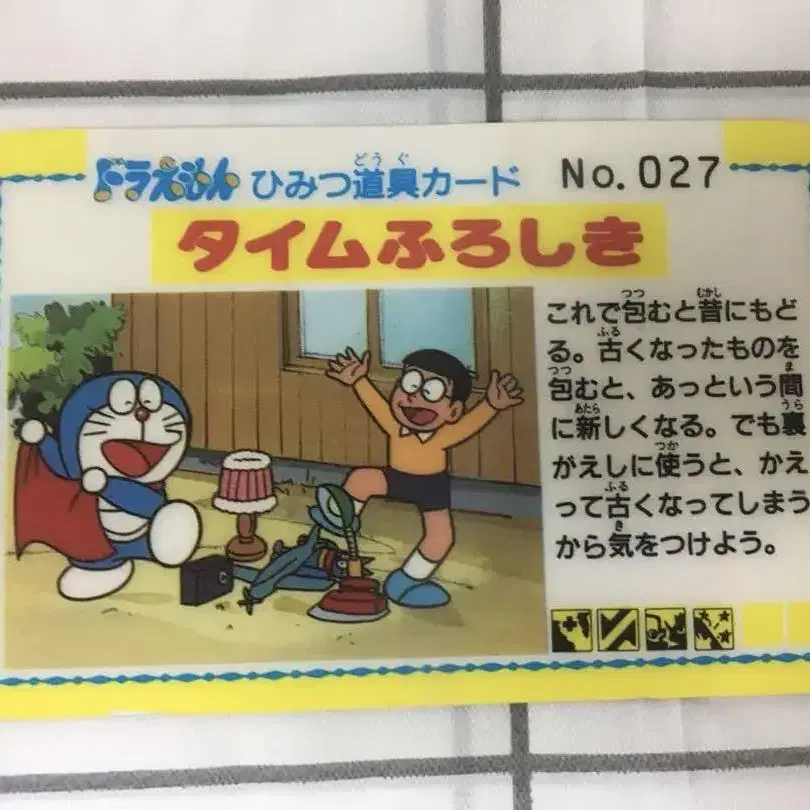 ドラえもん ひみつ道具カード No.027
タイムふろしき
これで包むと昔にもど
る。古くなったものを
包むと、あっという間
に新しくなる。でも裏
がえしに使うと、かえ
って古くなってしまう
から気をつけよう。